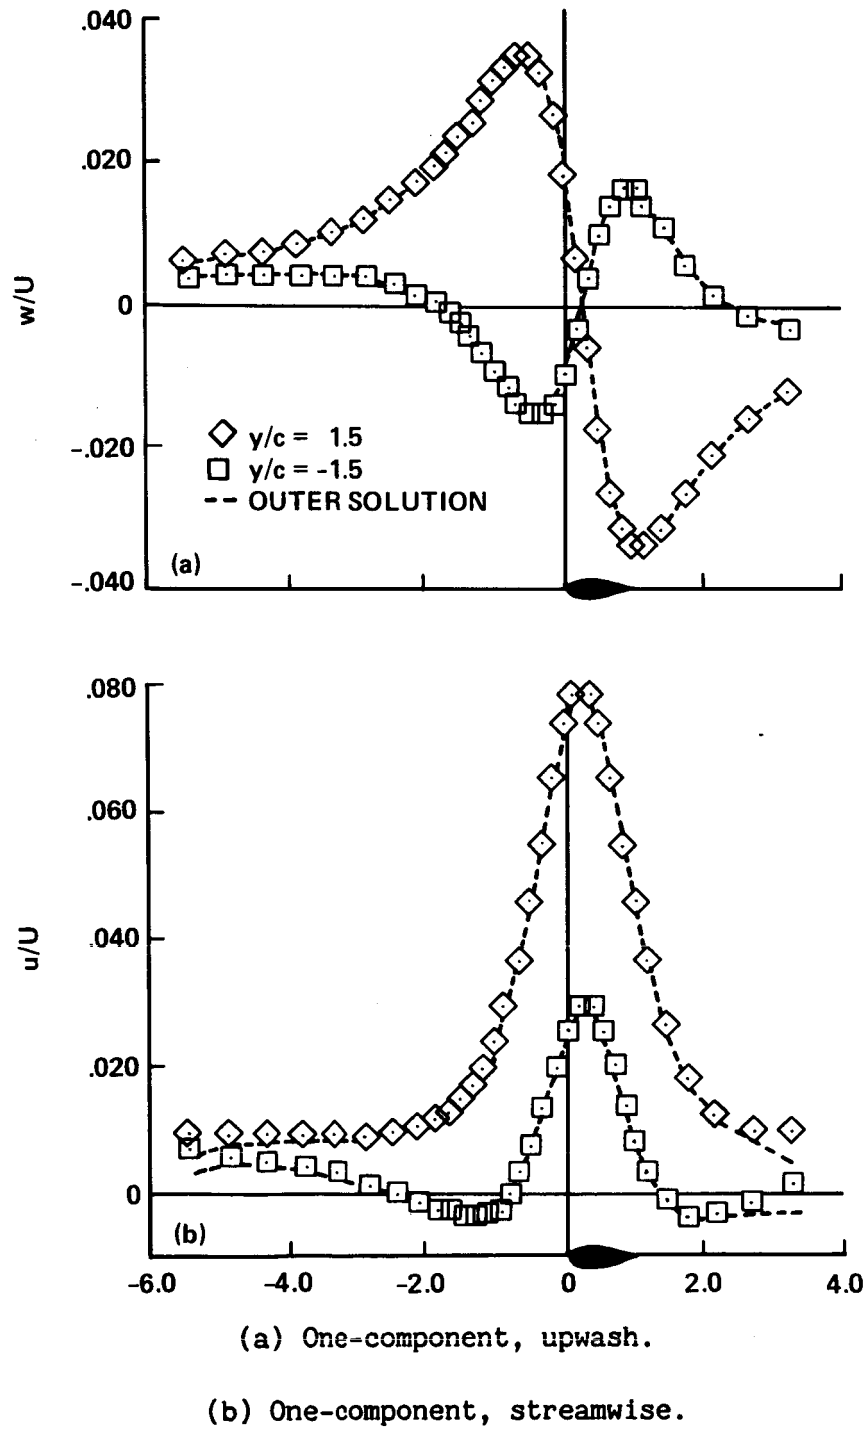 .040
.020
0
-.020
-.040
w/U
◇ y/c = 1.5
□ y/c = -1.5
-- OUTER SOLUTION
(a)
.080
.060
.040
.020
0
u/U
(b)
-6.0 -4.0 -2.0 0 2.0 4.0
(a) One-component, upwash.
(b) One-component, streamwise.